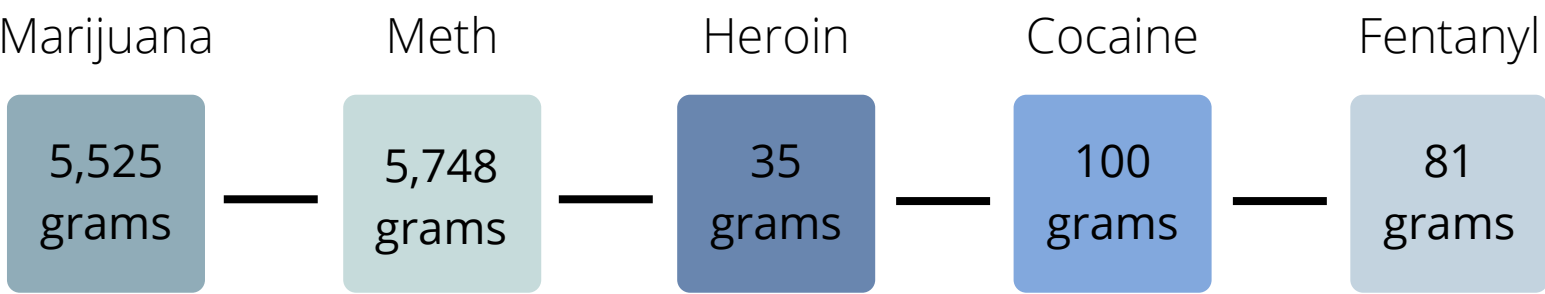 Marijuana Meth Heroin Cocaine Fentanyl
5,525 5,748 35 100 81
grams grams grams grams grams